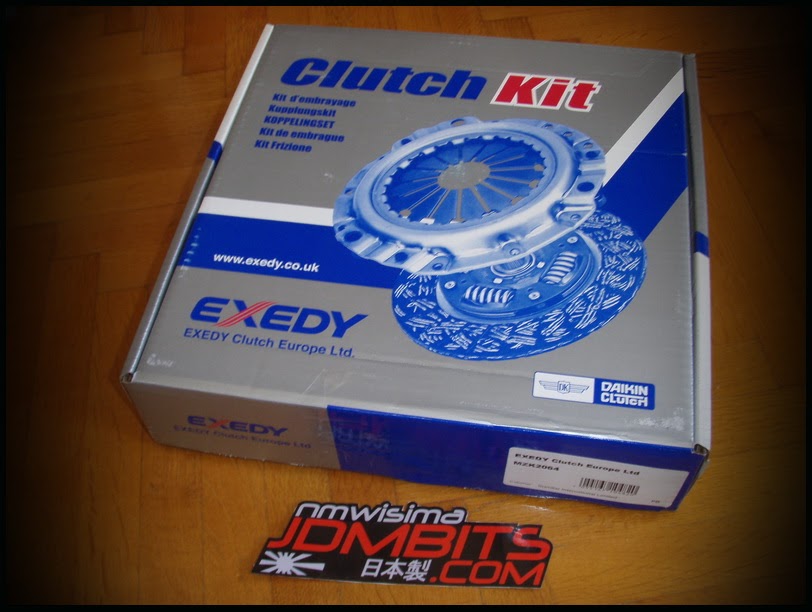 Clutch Kit
Kit d'embrayage
Kupplungskit
KOPPELINGSET
Kit de embrague
Kit Frizione
www.exedy.co.uk
EXEDY
EXEDY Clutch Europe Ltd.
DK
DAIKIN
CLUTCH
EXEDY
EXEDY Clutch Europe Ltd
EXEDY Clutch Europe Ltd
MZK2064
nmwisima
JDMBITS
日本製 .COM